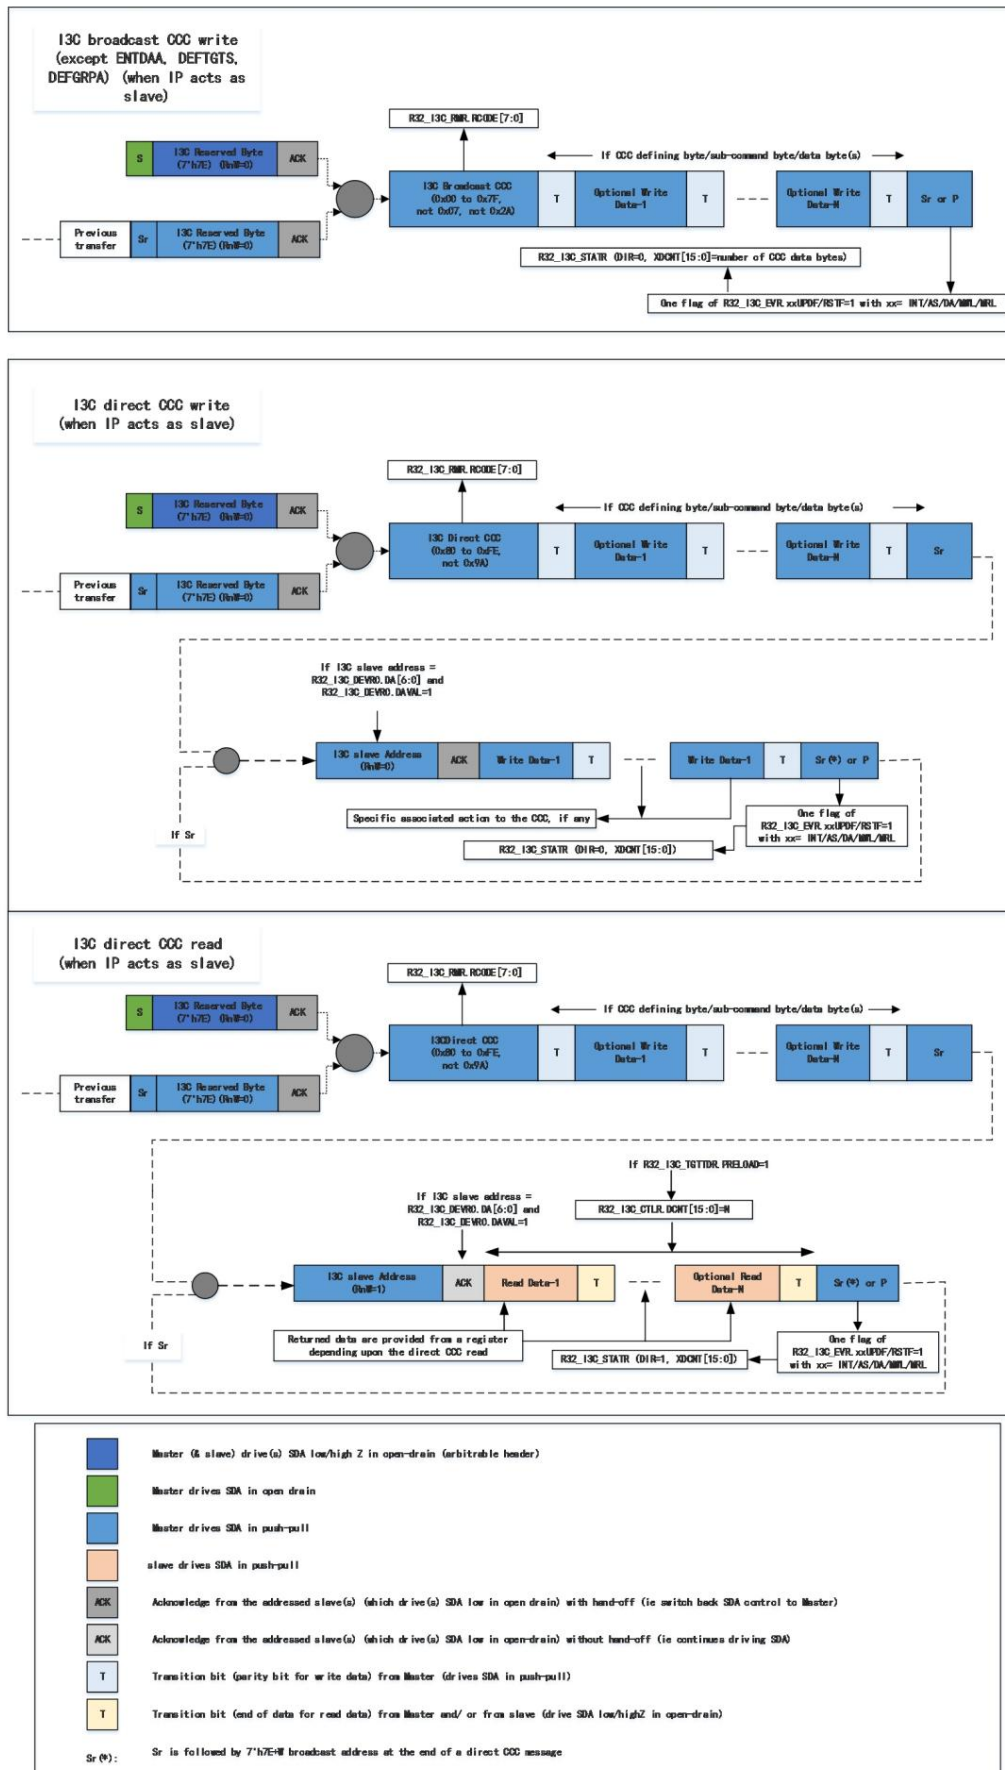 I3C broadcast CCC write
(except ENTDAA, DEFTGTS,
DEFGRPA) (when IP acts as
slave)
R32_I3C_RMR.RCODE[7:0]
S
I3C Reserved Byte
(7'h7E) (RnW=0)
ACK
If CCC defining byte/sub-command byte/data byte(s)
I3C Broadcast CCC
(0x00 to 0x7F,
not 0x07, not 0x2A)
T
Optional Write
Data-1
T
Optional Write
Data-N
T
Sr or P
Previous
transfer
Sr
I3C Reserved Byte
(7'h7E)(RnW=0)
ACK
R32_I3C_STATR (DIR=0, XDCNT[15:0]=number of CCC data bytes)
One flag of R32_I3C_EVR.xxUPDF/RSTF=1 with xx= INT/AS/DA/MWL/MRL
I3C direct CCC write
(when IP acts as slave)
R32_I3C_RMR.RCODE[7:0]
S
I3C Reserved Byte
(7'h7E) (RnW=0)
ACK
If CCC defining byte/sub-command byte/data byte(s)
I3C Direct CCC
(0x80 to 0xFE,
not 0x9A)
T
Optional Write
Data-1
T
Optional Write
Data-N
T
Sr
Previous
transfer
Sr
I3C Reserved Byte
(7'h7E)(RnW=0)
ACK
If I3C slave address =
R32_I3C_DEVR0.DA[6:0] and
R32_I3C_DEVR0.DAVAL=1
I3C slave Address
(RnW=0)
ACK
Write Data-1
T
Write Data-1
T
Sr(*) or P
Specific associated action to the CCC, if any
One flag of
R32_I3C_EVR.xxUPDF/RSTF=1
with xx= INT/AS/DA/MWL/MRL
If Sr
R32_I3C_STATR (DIR=0, XDCNT[15:0])
I3C direct CCC read
(when IP acts as slave)
R32_I3C_RMR.RCODE[7:0]
S
I3C Reserved Byte
(7'h7E) (RnW=0)
ACK
If CCC defining byte/sub-command byte/data byte(s)
I3CDirect CCC
(0x80 to 0xFE,
not 0x9A)
T
Optional Write
Data-1
T
Optional Write
Data-N
T
Sr
Previous
transfer
Sr
I3C Reserved Byte
(7'h7E)(RnW=0)
ACK
If R32_I3C_TGTTDR.PRELOAD=1
If I3C slave address =
R32_I3C_DEVR0.DA[6:0] and
R32_I3C_DEVR0.DAVAL=1
R32_I3C_CTLR.DCNT[15:0]=N
I3C slave Address
(RnW=1)
ACK
Read Data-1
T
Optional Read
Data-N
T
Sr(*) or P
If Sr
Returned data are provided from a register
depending upon the direct CCC read
R32_I3C_STATR (DIR=1, XDCNT[15:0])
One flag of
R32_I3C_EVR.xxUPDF/RSTF=1
with xx= INT/AS/DA/MWL/MRL
Master (& slave) drive(s) SDA low/high Z in open-drain (arbitrable header)
Master drives SDA in open drain
Master drives SDA in push-pull
slave drives SDA in push-pull
ACK Acknowledge from the addressed slave(s) (which drive(s) SDA low in open drain) with hand-off (ie switch back SDA control to Master)
ACK Acknowledge from the addressed slave(s) (which drive(s) SDA low in open-drain) without hand-off (ie continues driving SDA)
T Transition bit (parity bit for write data) from Master (drives SDA in push-pull)
T Transition bit (end of data for read data) from Master and/ or from slave (drive SDA low/highZ in open-drain)
Sr(*): Sr is followed by 7'h7E+W broadcast address at the end of a direct CCC message